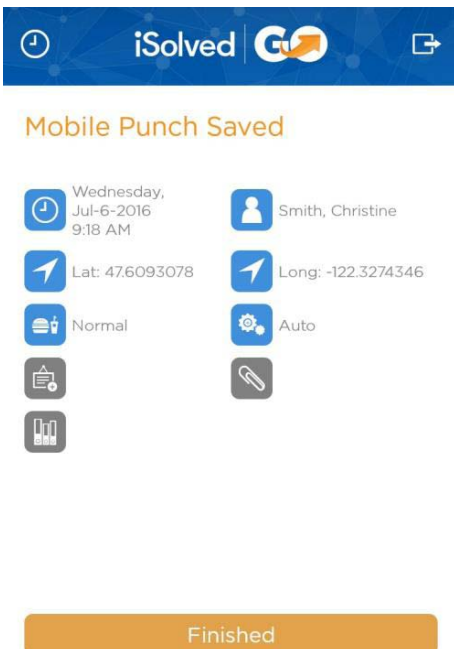 iSolved GO
Mobile Punch Saved
Wednesday,
Jul-6-2016
9:18 AM
Smith, Christine
Lat: 47.6093078
Long: -122.3274346
Normal
Auto
Finished